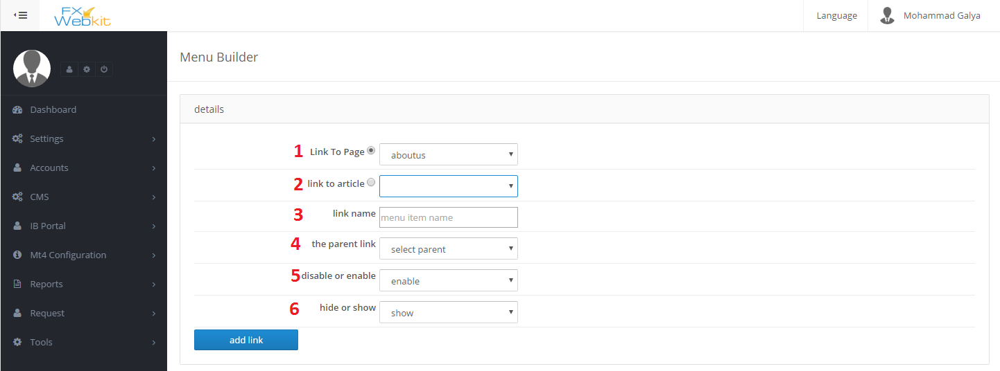 FX
Webkit
Language
Mohammad Galya
Menu Builder
Dashboard
Settings
Accounts
CMS
IB Portal
Mt4 Configuration
Reports
Request
Tools
details
1 Link To Page aboutus
2 link to article
3 link name menu item name
4 the parent link select parent
5 disable or enable enable
6 hide or show show
add link